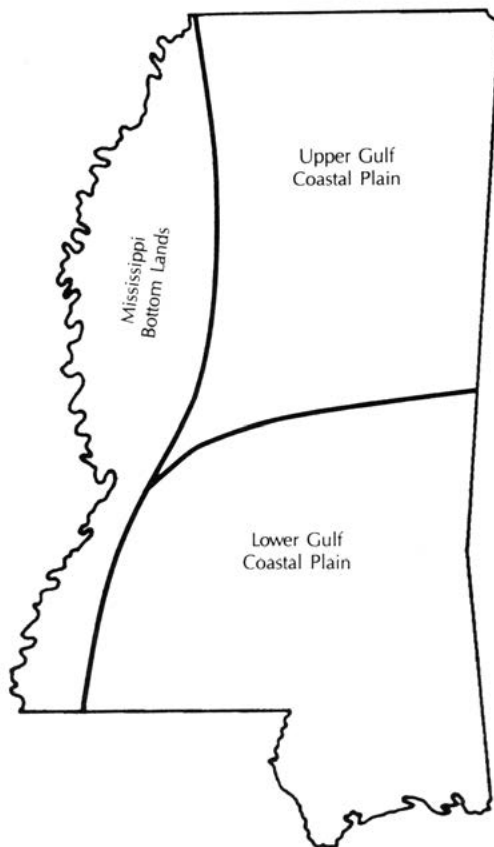 Upper Gulf
Coastal Plain
Mississippi
Bottom Lands
Lower Gulf
Coastal Plain